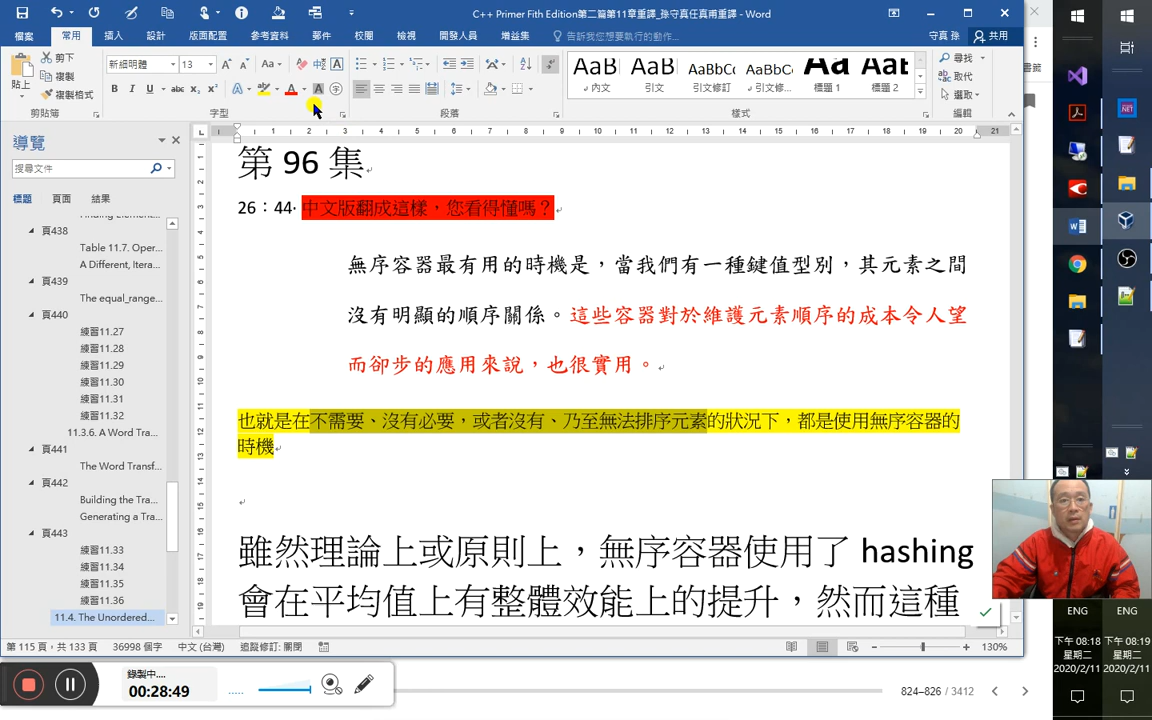 C++ Primer Fith Edition第二篇第11章重譯_孫守真任真甫重譯 - Word
檔案 常用 插入 設計 版面配置 參考資料 郵件 校閱 檢視 開發人員 增益集 告訴我您想要執行的動作... 守真 孫 共用
貼上 剪下 複製 複製格式 剪貼簿
新細明體 13 字型
段落
AaB AaB AaBbCc AaBbCc Aa Aat
內文 內文 引文修訂 引文修... 標題 1 標題 2
樣式
尋找 取代 選取 編輯
導覽
搜尋文件
標題 頁面 結果
頁438
Table 11.7. Oper...
A Different, Itera...
頁439
The equal_range...
頁440
練習11.27
練習11.28
練習11.29
練習11.30
練習11.31
練習11.32
11.3.6. A Word Tra...
頁441
The Word Transf...
頁442
Building the Tra...
Generating a Tra...
頁443
練習11.33
練習11.34
練習11.35
練習11.36
11.4. The Unordered...
第 96 集
26：44· 中文版翻成這樣，您看得懂嗎？
無序容器最有用的時機是，當我們有一種鍵值型別，其元素之間
沒有明顯的順序關係。這些容器對於維護元素順序的成本令人望
而卻步的應用來說，也很實用。
也就是在不需要、沒有必要，或者沒有、乃至無法排序元素的狀況下，都是使用無序容器的
時機
雖然理論上或原則上，無序容器使用了 hashing
會在平均值上有整體效能上的提升，然而這種
第 115 頁，共 133 頁 36998 個字 中文 (台灣) 追蹤修訂: 關閉 130%
錄製中....
00:28:49
824–826 / 3412
ENG ENG
下午 08:18 下午 08:19
星期二 星期二
2020/2/11 2020/2/11